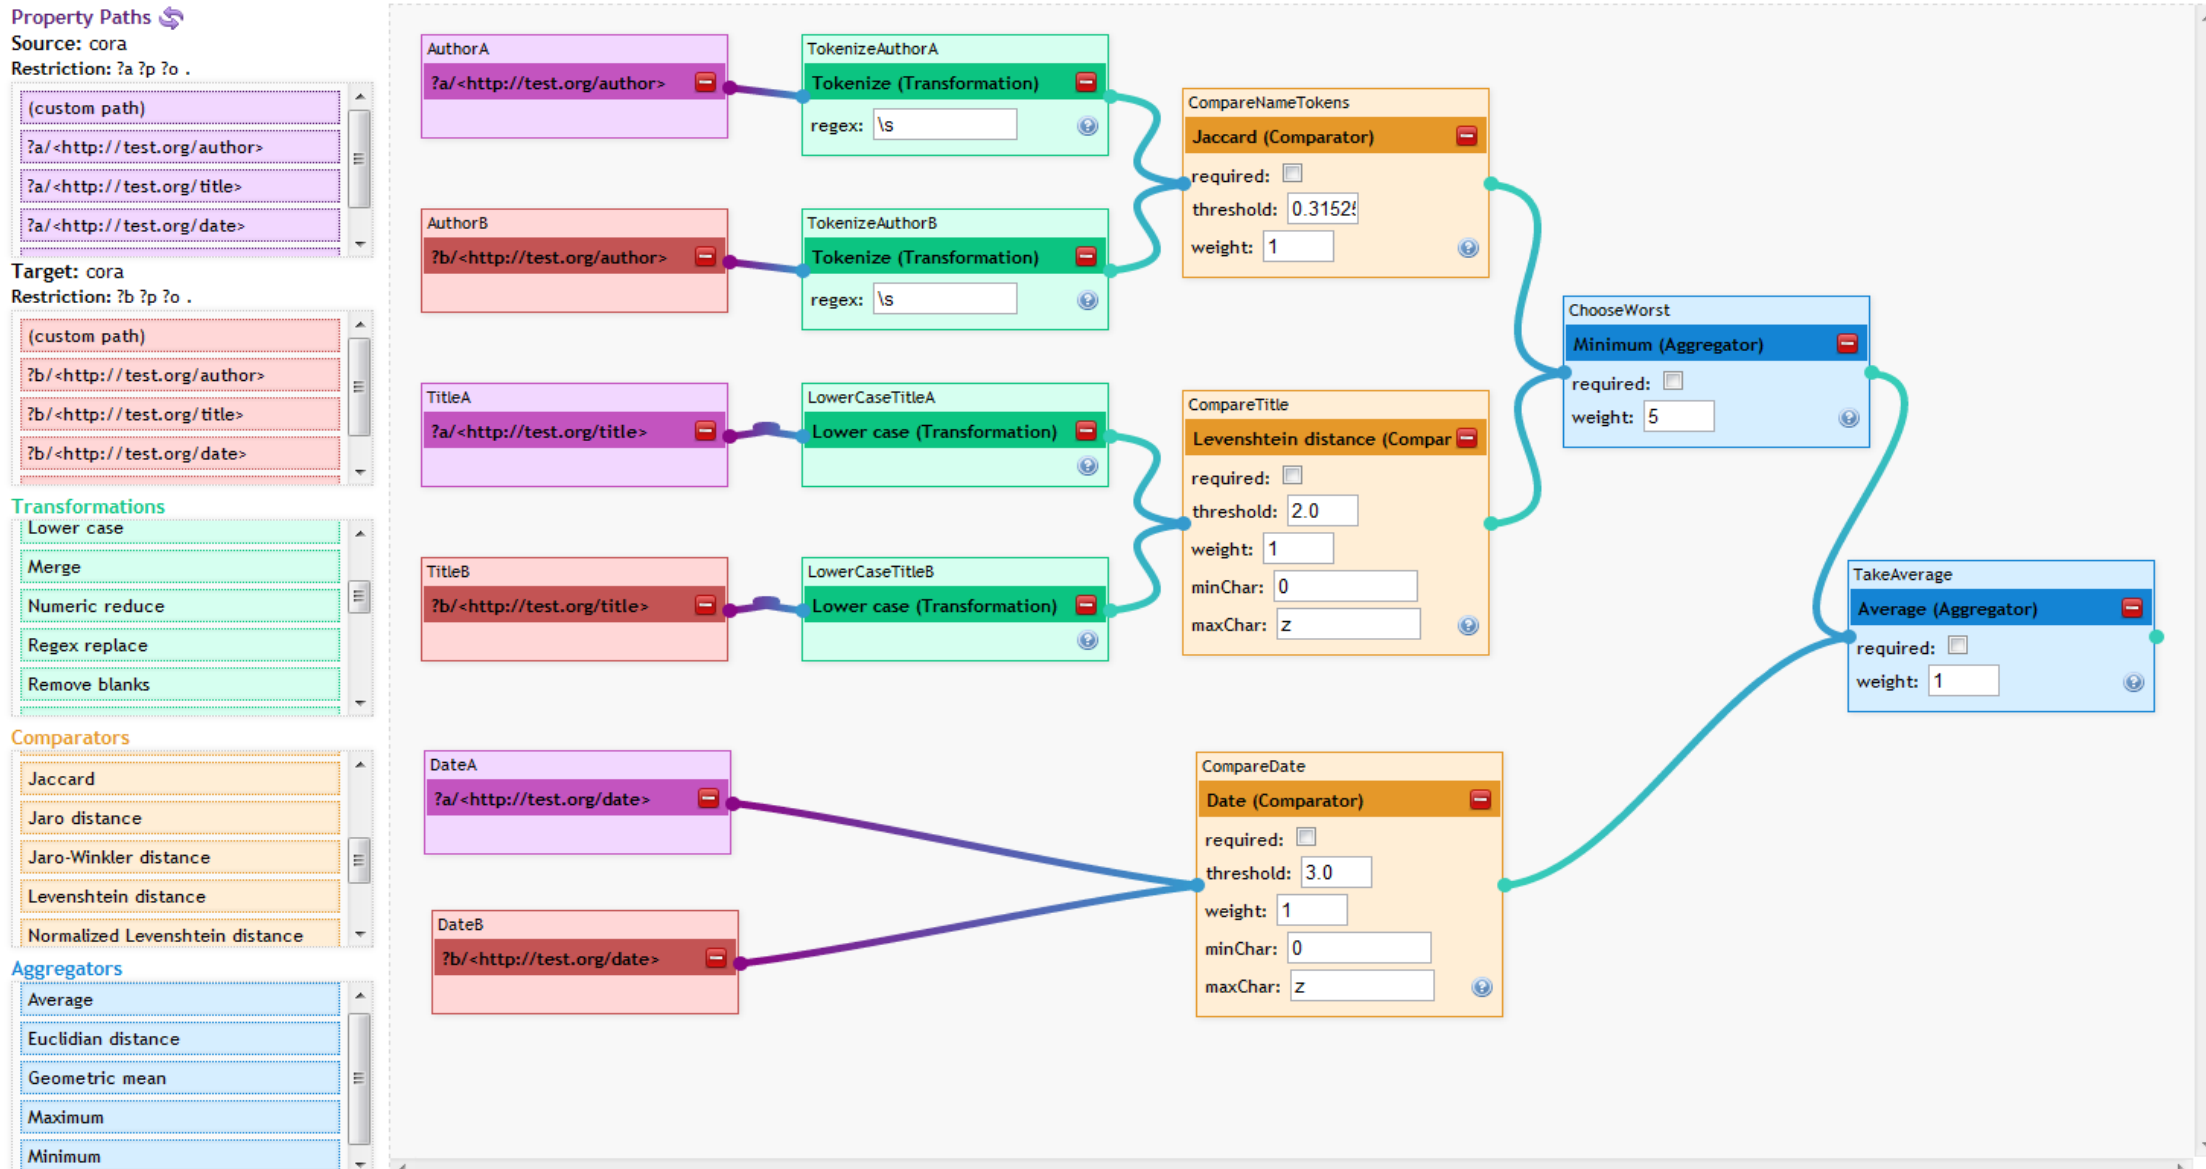 Property Paths
Source: cora
Restriction: ?a ?p ?o .
(custom path)
?a/<http://test.org/author>
?a/<http://test.org/title>
?a/<http://test.org/date>
Target: cora
Restriction: ?b ?p ?o .
(custom path)
?b/<http://test.org/author>
?b/<http://test.org/title>
?b/<http://test.org/date>
Transformations
Lower case
Merge
Numeric reduce
Regex replace
Remove blanks
Comparators
Jaccard
Jaro distance
Jaro-Winkler distance
Levenshtein distance
Normalized Levenshtein distance
Aggregators
Average
Euclidian distance
Geometric mean
Maximum
Minimum
AuthorA
?a/<http://test.org/author>
AuthorB
?b/<http://test.org/author>
TitleA
?a/<http://test.org/title>
TitleB
?b/<http://test.org/title>
DateA
?a/<http://test.org/date>
DateB
?b/<http://test.org/date>
TokenizeAuthorA
Tokenize (Transformation)
regex: \s
TokenizeAuthorB
Tokenize (Transformation)
regex: \s
LowerCaseTitleA
Lower case (Transformation)
LowerCaseTitleB
Lower case (Transformation)
CompareNameTokens
Jaccard (Comparator)
required:
threshold: 0.3152
weight: 1
CompareTitle
Levenshtein distance (Compar
required:
threshold: 2.0
weight: 1
minChar: 0
maxChar: z
CompareDate
Date (Comparator)
required:
threshold: 3.0
weight: 1
minChar: 0
maxChar: z
ChooseWorst
Minimum (Aggregator)
required:
weight: 5
TakeAverage
Average (Aggregator)
required:
weight: 1